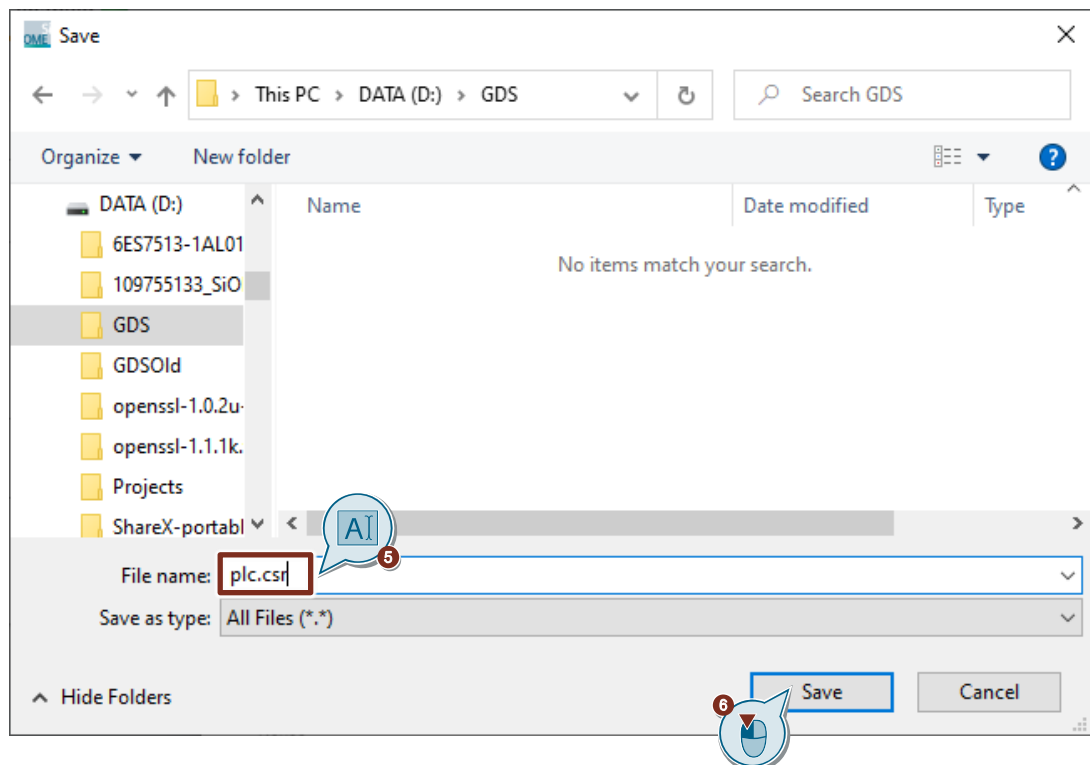 OME Save
This PC > DATA (D:) > GDS
Search GDS
Organize New folder
?
DATA (D:)
6ES7513-1AL01
109755133_SiO
GDS
GDSOld
openssl-1.0.2u-
openssl-1.1.1k.
Projects
ShareX-portabl
Name Date modified Type
No items match your search.
A
5
File name: plc.csr
Save as type: All Files (*.*)
Hide Folders
6
Save Cancel